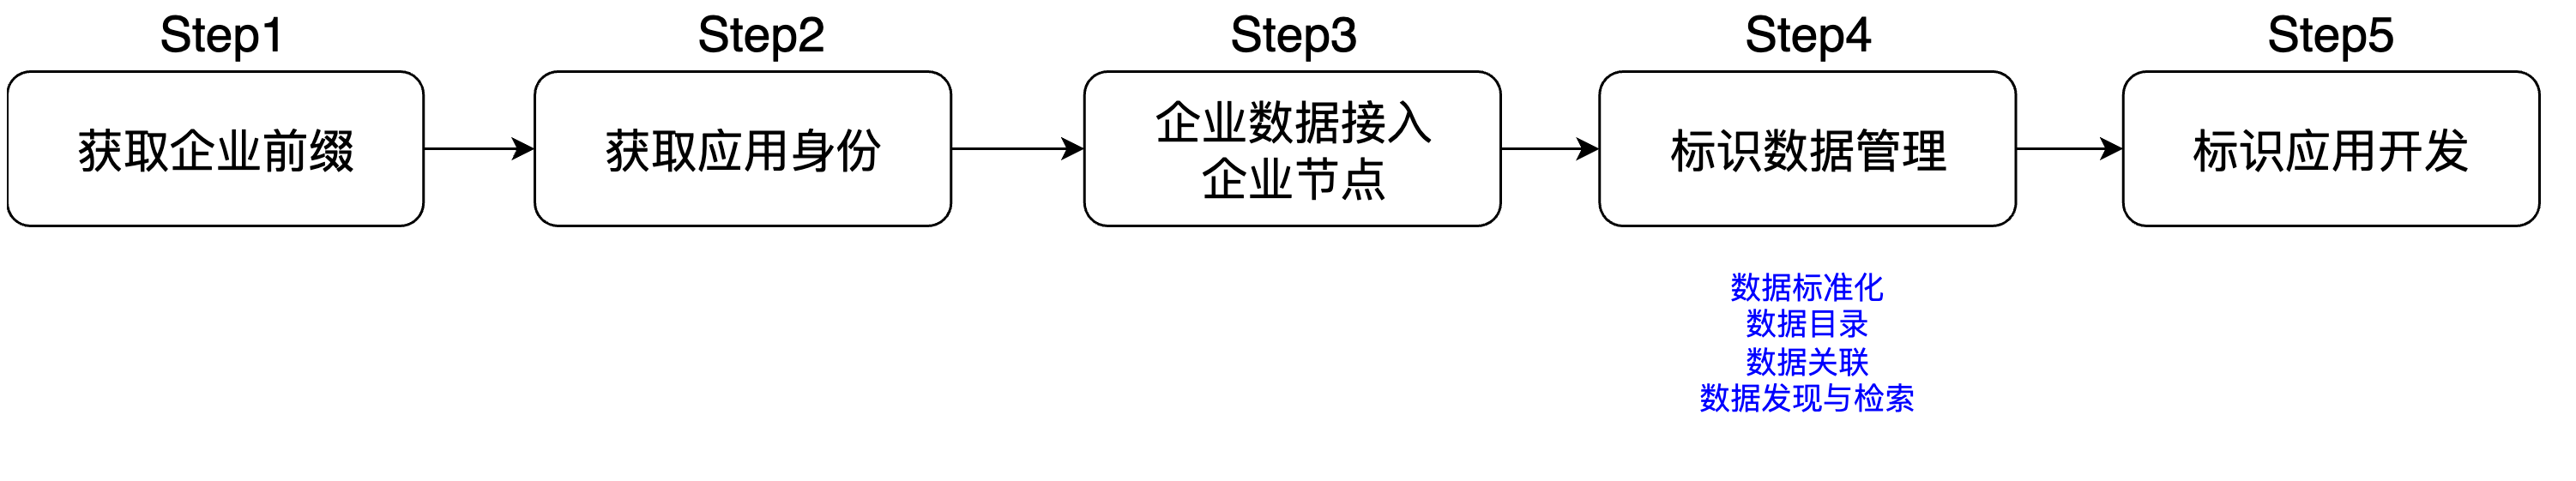 Step1
获取企业前缀
Step2
获取应用身份
Step3
企业数据接入
企业节点
Step4
标识数据管理
数据标准化
数据目录
数据关联
数据发现与检索
Step5
标识应用开发